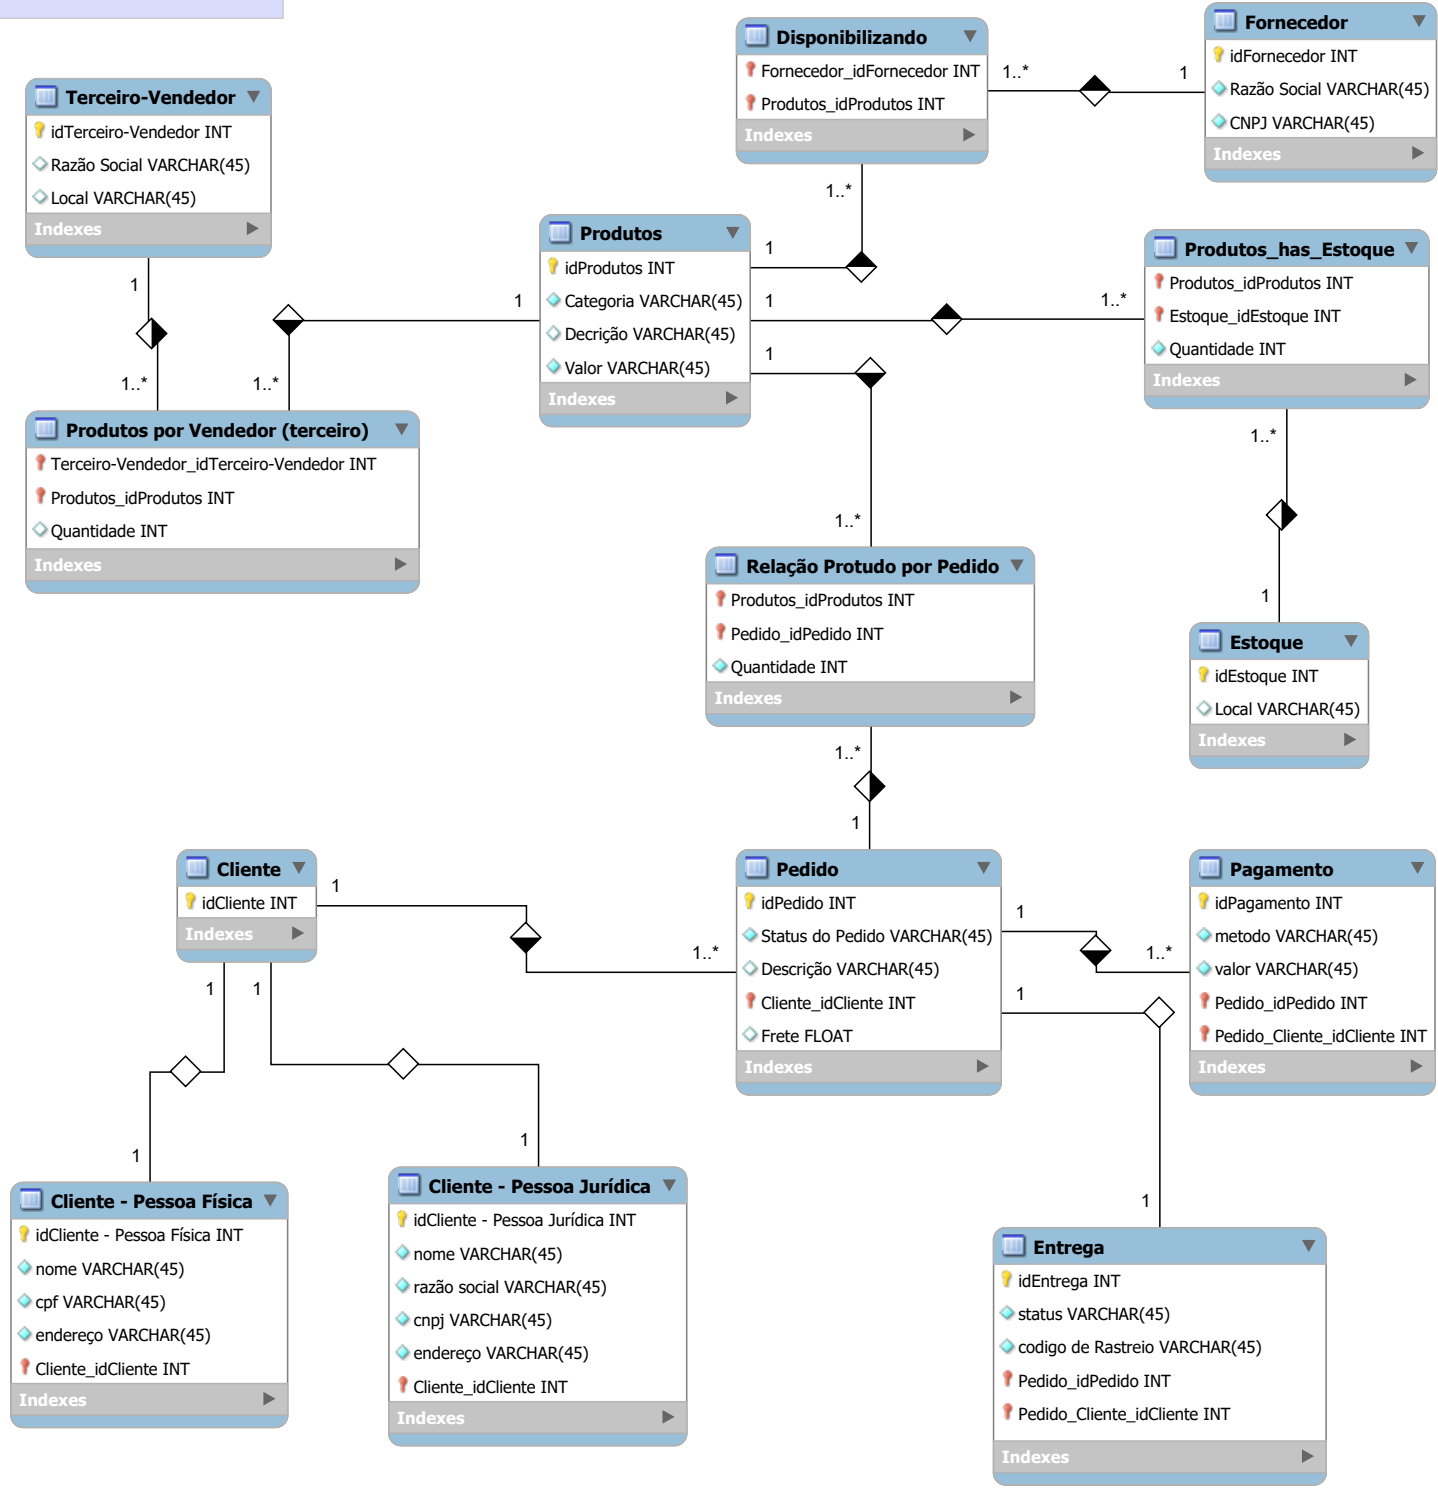 Disponibilizando
Fornecedor_idFornecedor INT
Produtos_idProdutos INT
Indexes
1..*
1
1..*
Fornecedor
idFornecedor INT
Razão Social VARCHAR(45)
CNPJ VARCHAR(45)
Indexes
Terceiro-Vendedor
idTerceiro-Vendedor INT
Razão Social VARCHAR(45)
Local VARCHAR(45)
Indexes
1
1..*
1..*
1
Produtos
idProdutos INT
Categoria VARCHAR(45)
Decrição VARCHAR(45)
Valor VARCHAR(45)
Indexes
1
1
1
1..*
Produtos_has_Estoque
Produtos_idProdutos INT
Estoque_idEstoque INT
Quantidade INT
Indexes
1..*
1
Produtos por Vendedor (terceiro)
Terceiro-Vendedor_idTerceiro-Vendedor INT
Produtos_idProdutos INT
Quantidade INT
Indexes
1..*
Relação Protudo por Pedido
Produtos_idProdutos INT
Pedido_idPedido INT
Quantidade INT
Indexes
1..*
1
Estoque
idEstoque INT
Local VARCHAR(45)
Indexes
Cliente
idCliente INT
Indexes
1
1..*
1
1
Pedido
idPedido INT
Status do Pedido VARCHAR(45)
Descrição VARCHAR(45)
Cliente_idCliente INT
Frete FLOAT
Indexes
1
1..*
1
1
Pagamento
idPagamento INT
metodo VARCHAR(45)
valor VARCHAR(45)
Pedido_idPedido INT
Pedido_Cliente_idCliente INT
Indexes
1
Cliente - Pessoa Física
idCliente - Pessoa Física INT
nome VARCHAR(45)
cpf VARCHAR(45)
endereço VARCHAR(45)
Cliente_idCliente INT
Indexes
1
Cliente - Pessoa Jurídica
idCliente - Pessoa Jurídica INT
nome VARCHAR(45)
razão social VARCHAR(45)
cnpj VARCHAR(45)
endereço VARCHAR(45)
Cliente_idCliente INT
Indexes
Entrega
idEntrega INT
status VARCHAR(45)
codigo de Rastreio VARCHAR(45)
Pedido_idPedido INT
Pedido_Cliente_idCliente INT
Indexes